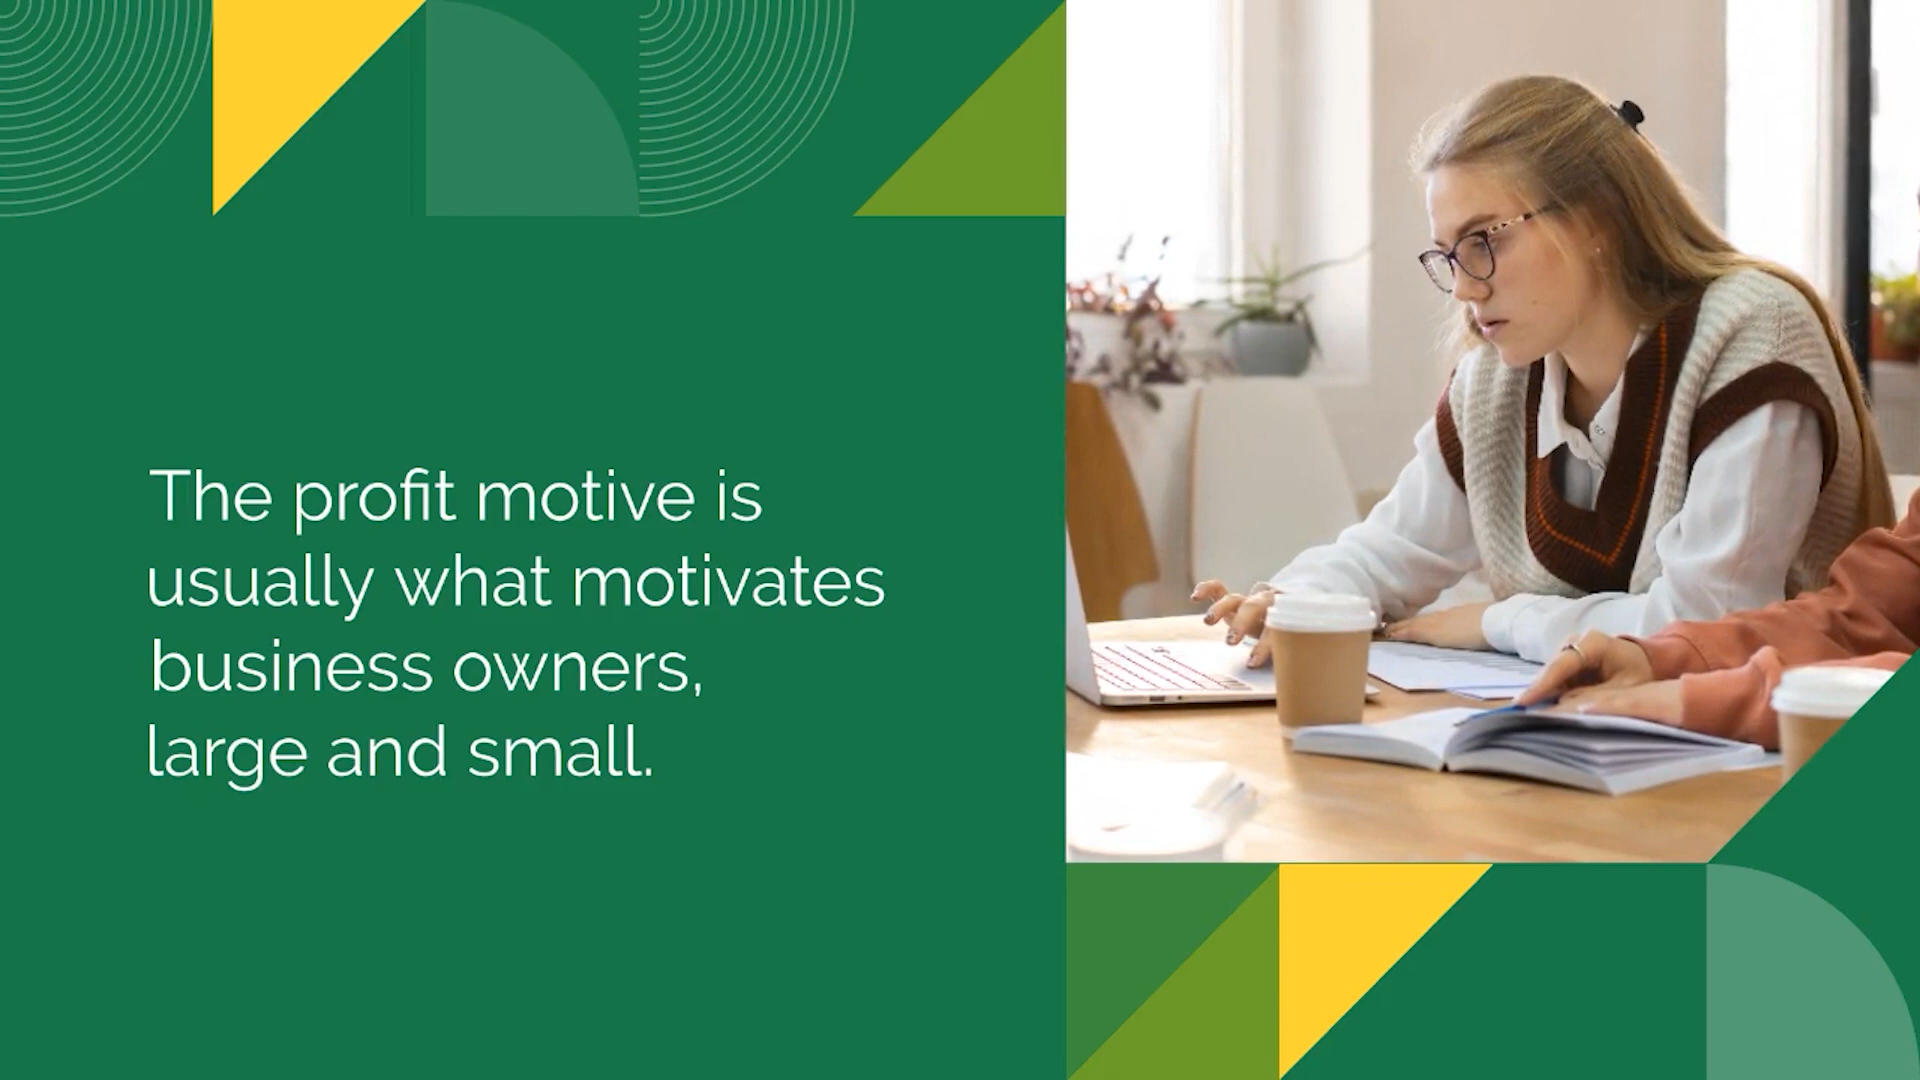 The profit motive is
usually what motivates
business owners,
large and small.